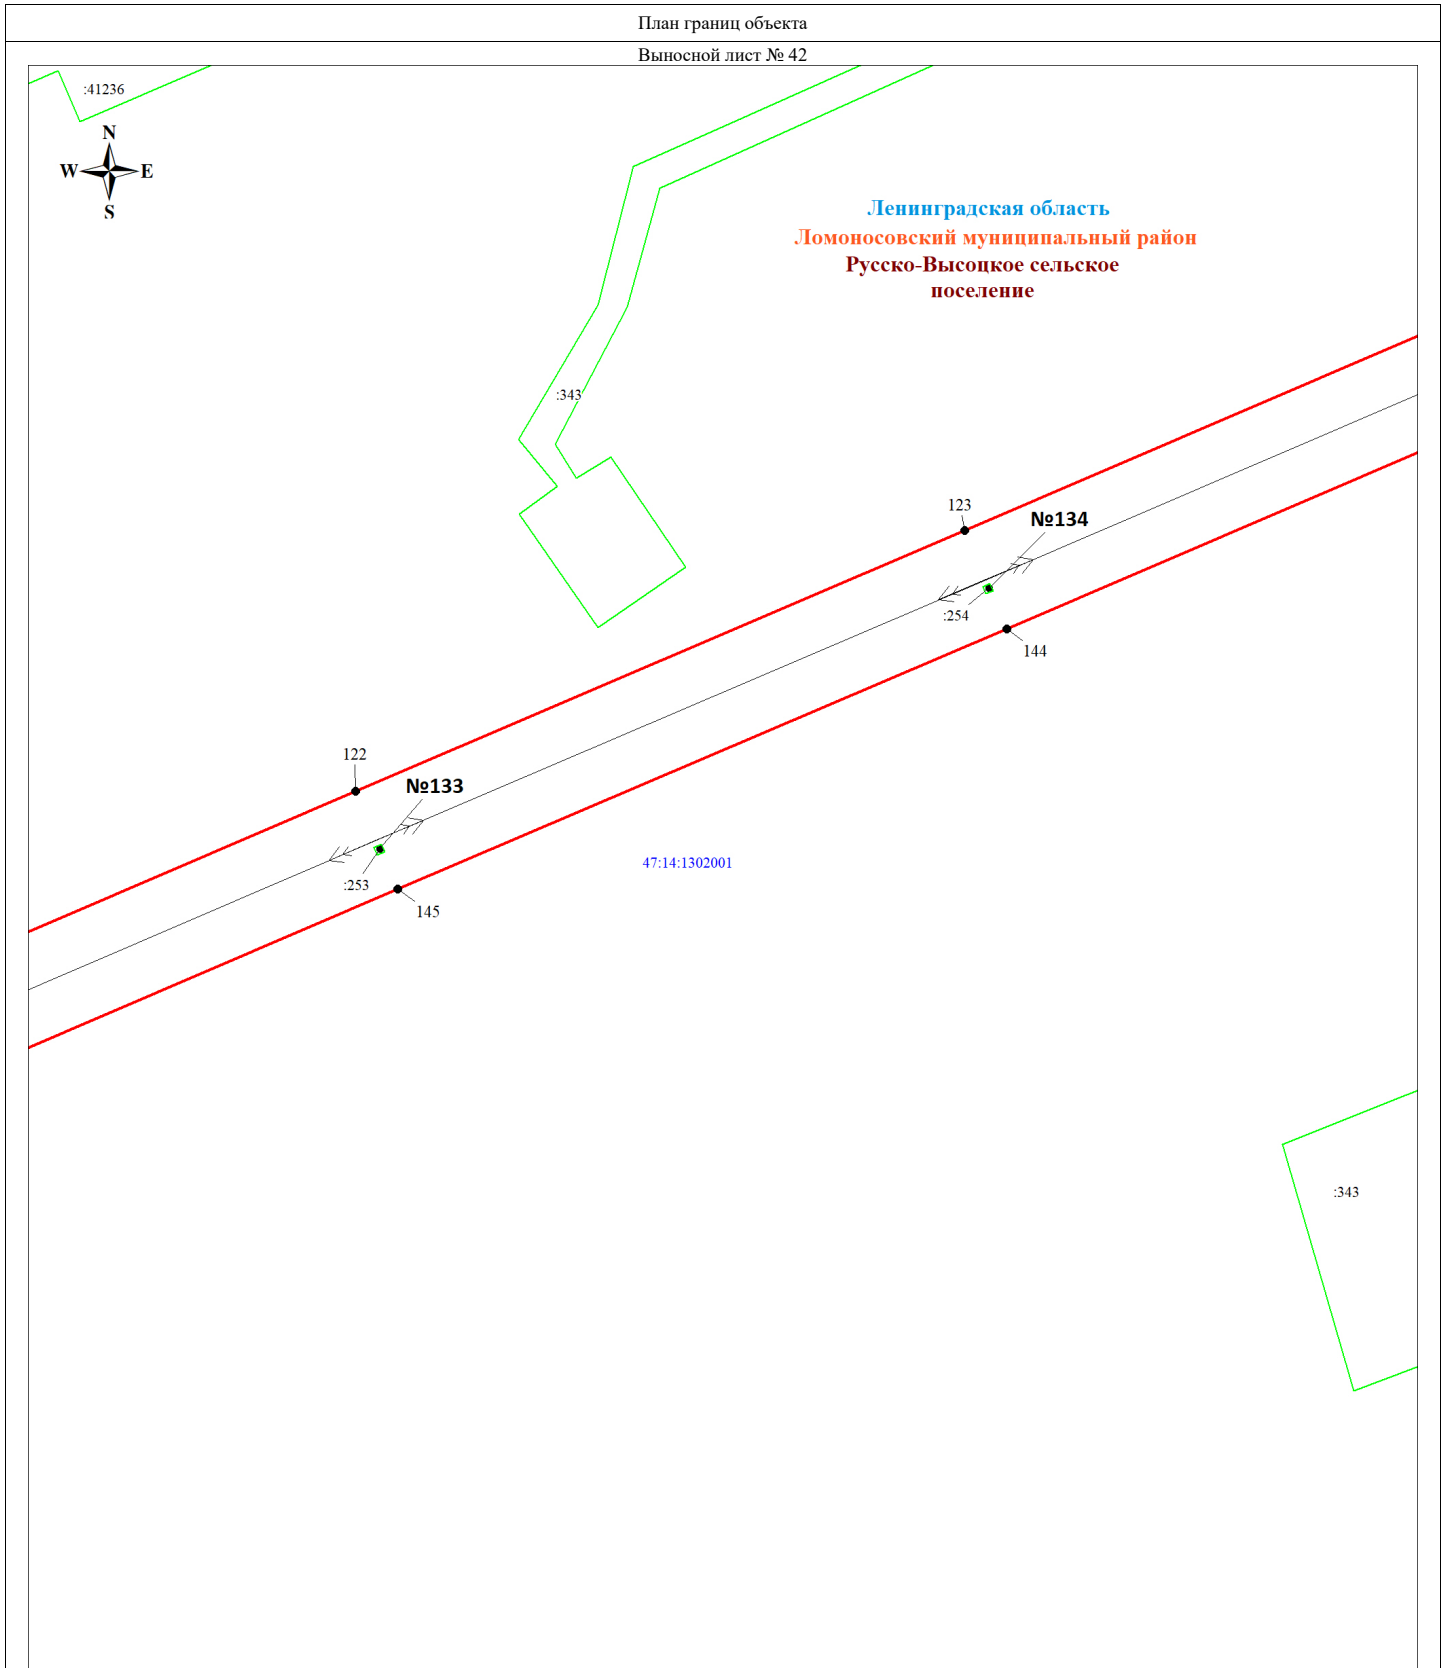 План границ объекта
Выносной лист № 42
:41236
N
W E
S
Ленинградская область
Ломоносовский муниципальный район
Русско-Высоцкое сельское
поселение
:343
123
№134
:254
144
122
№133
47:14:1302001
:253
145
:343